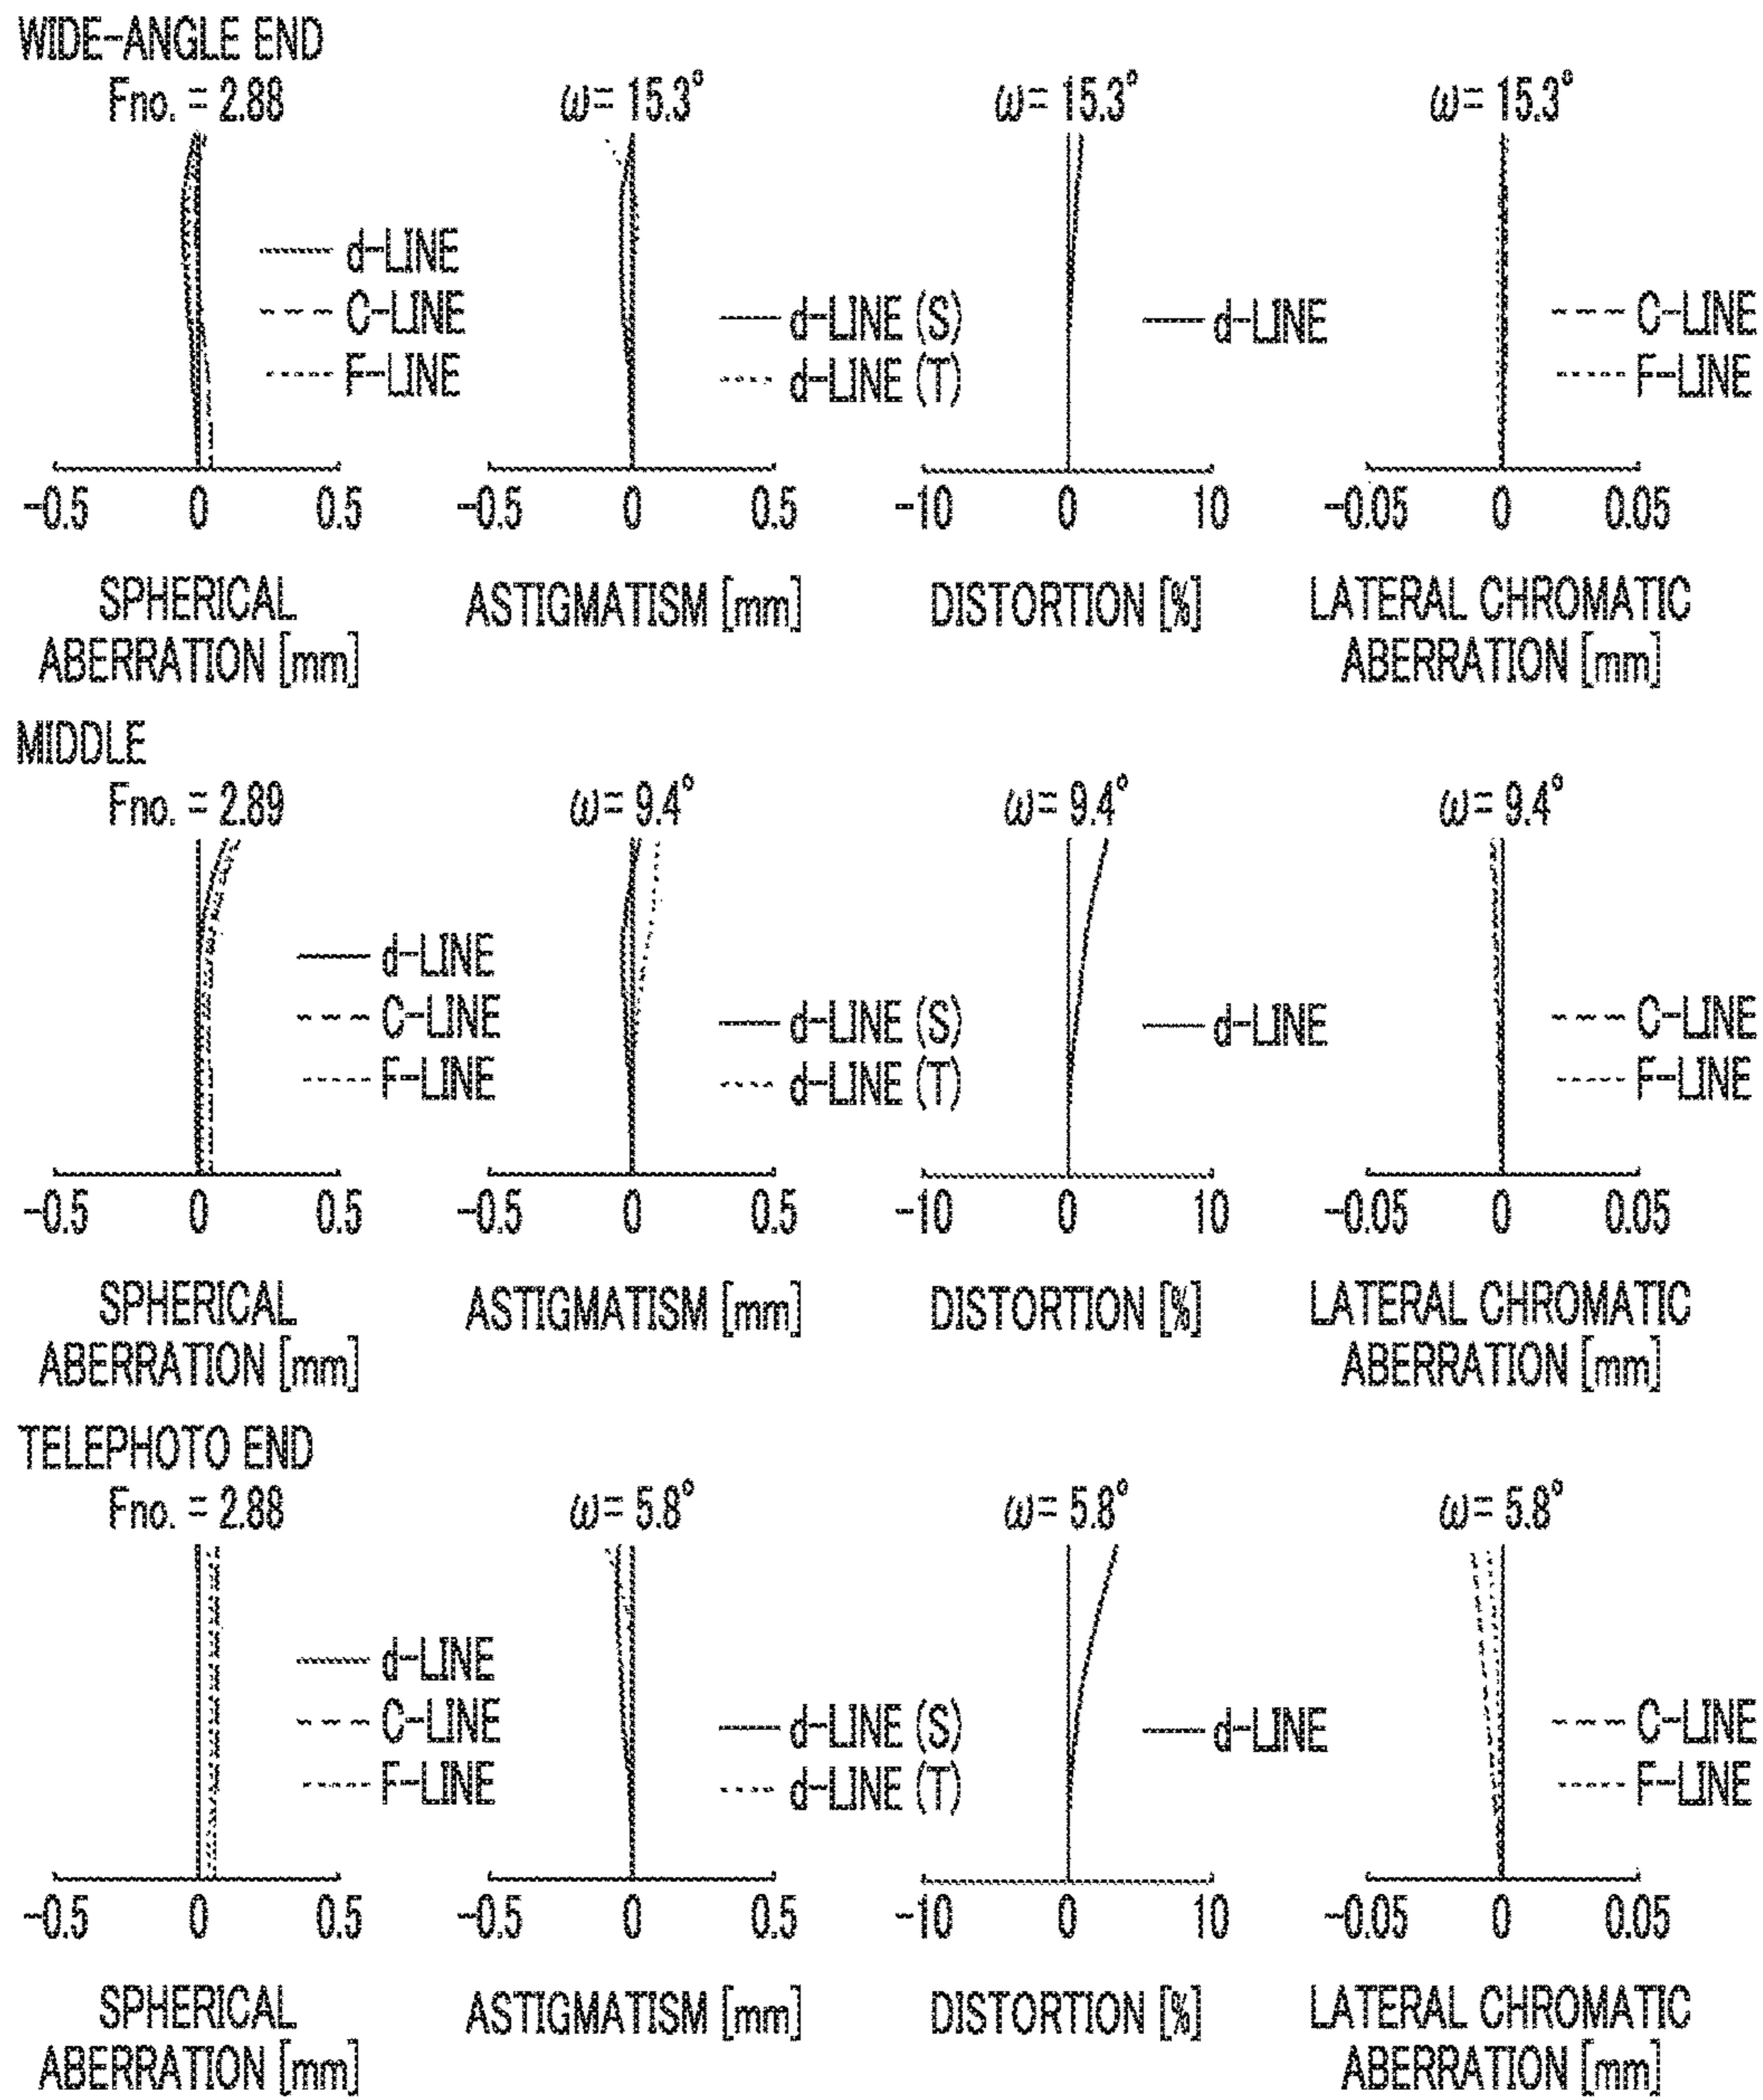 WIDE-ANGLE END
Fno. = 2.88
ω= 15.3°
ω= 15.3°
ω= 15.3°
d-LINE
C-LINE
F-LINE
d-LINE (S)
d-LINE (T)
d-LINE
C-LINE
F-LINE
-0.5 0 0.5
-0.5 0 0.5
-10 0 10
-0.05 0 0.05
SPHERICAL
ABERRATION [mm]
ASTIGMATISM [mm]
DISTORTION [%]
LATERAL CHROMATIC
ABERRATION [mm]
MIDDLE
Fno. = 2.89
ω= 9.4°
ω= 9.4°
ω= 9.4°
d-LINE
C-LINE
F-LINE
d-LINE (S)
d-LINE (T)
d-LINE
C-LINE
F-LINE
-0.5 0 0.5
-0.5 0 0.5
-10 0 10
-0.05 0 0.05
SPHERICAL
ABERRATION [mm]
ASTIGMATISM [mm]
DISTORTION [%]
LATERAL CHROMATIC
ABERRATION [mm]
TELEPHOTO END
Fno. = 2.88
ω= 5.8°
ω= 5.8°
ω= 5.8°
d-LINE
C-LINE
F-LINE
d-LINE (S)
d-LINE (T)
d-LINE
C-LINE
F-LINE
-0.5 0 0.5
-0.5 0 0.5
-10 0 10
-0.05 0 0.05
SPHERICAL
ABERRATION [mm]
ASTIGMATISM [mm]
DISTORTION [%]
LATERAL CHROMATIC
ABERRATION [mm]